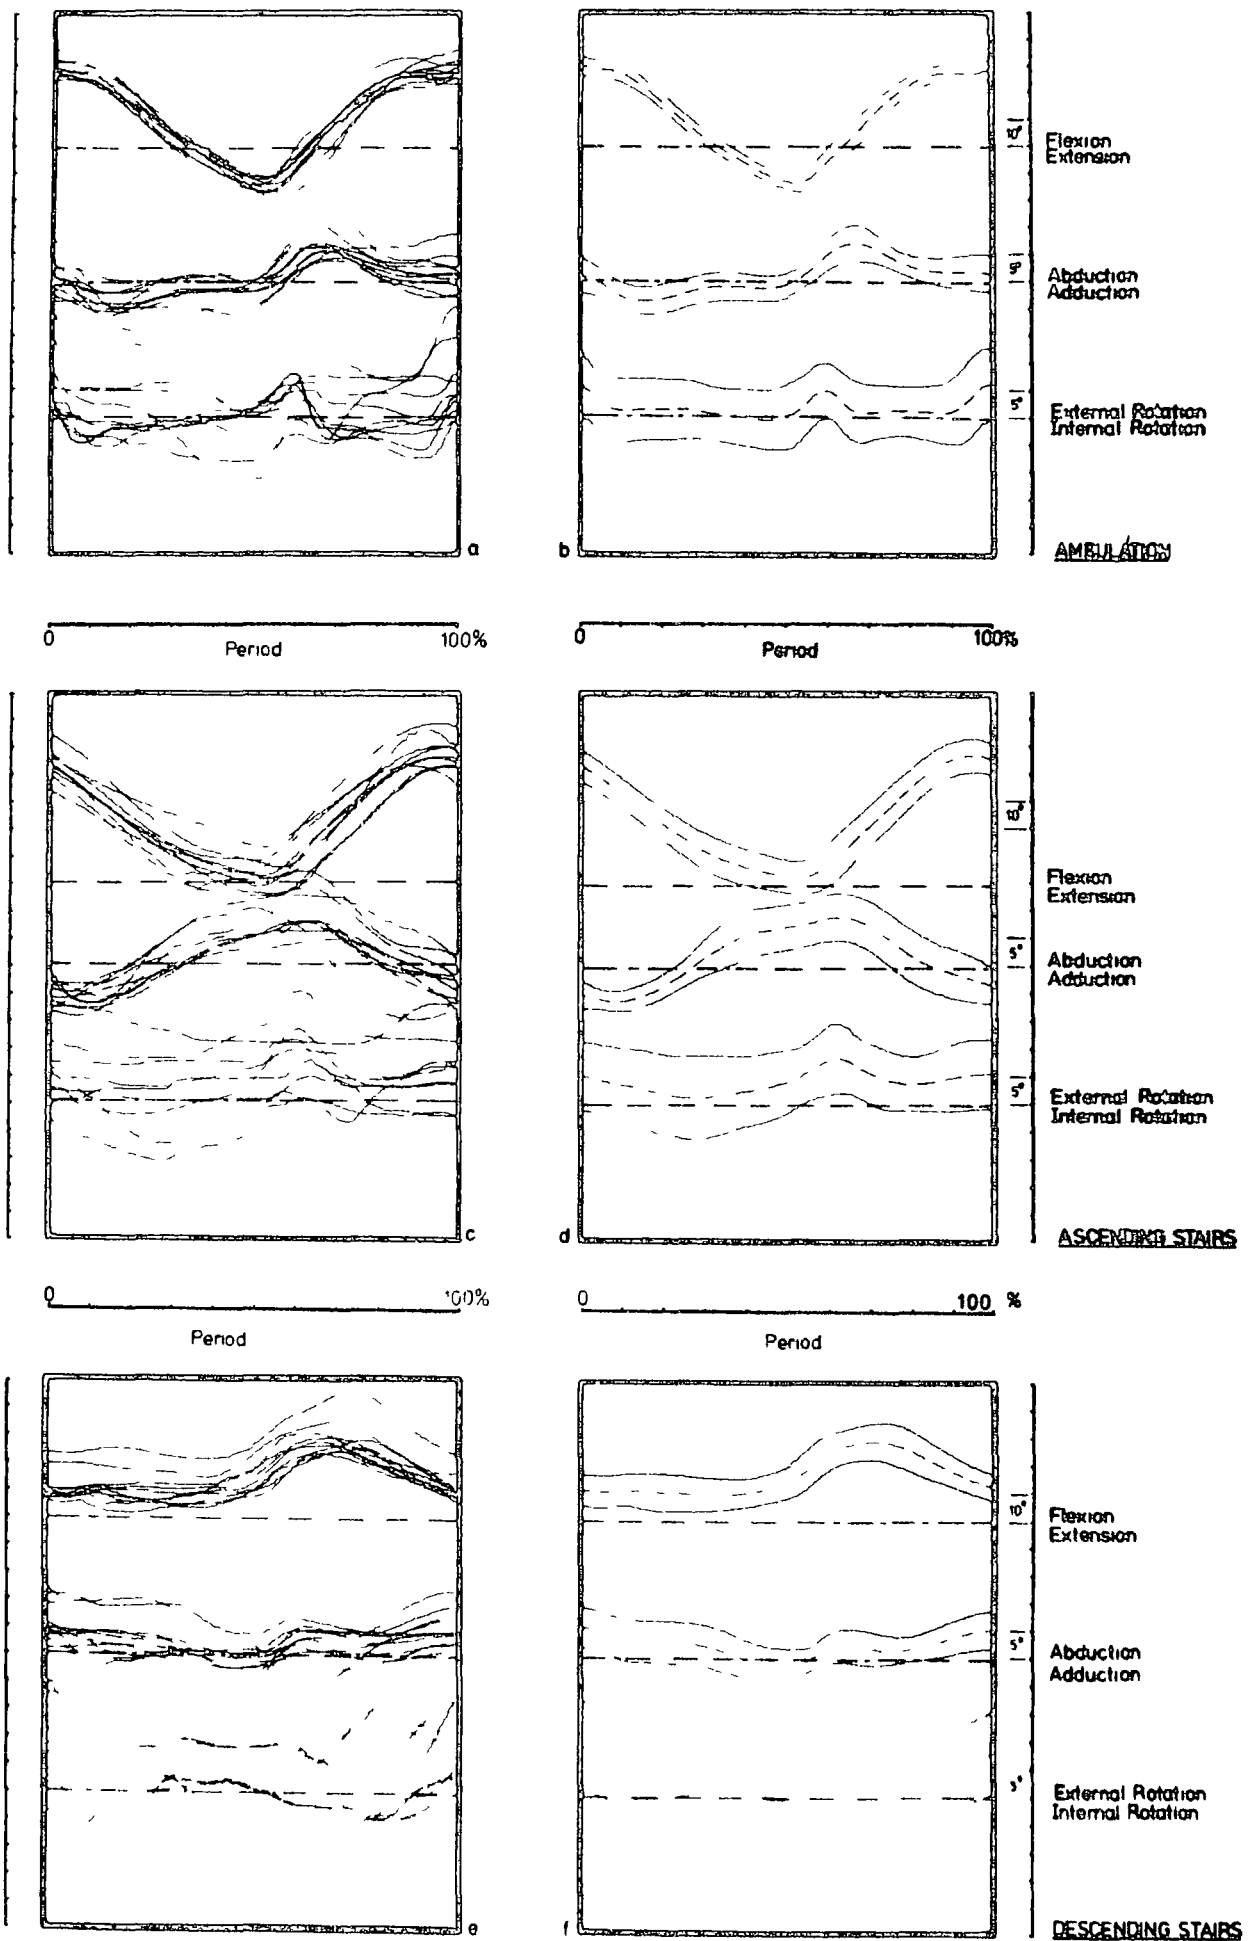 10°
Flexion
Extension
5°
Abduction
Adduction
5°
External Rotation
Internal Rotation
a
b
AMBULATION
0
100%
Period
0
100%
Period
10°
Flexion
Extension
5°
Abduction
Adduction
5°
External Rotation
Internal Rotation
c
d
ASCENDING STAIRS
0
100%
Period
0
100 %
Period
10°
Flexion
Extension
5°
Abduction
Adduction
5°
External Rotation
Internal Rotation
e
f
DESCENDING STAIRS